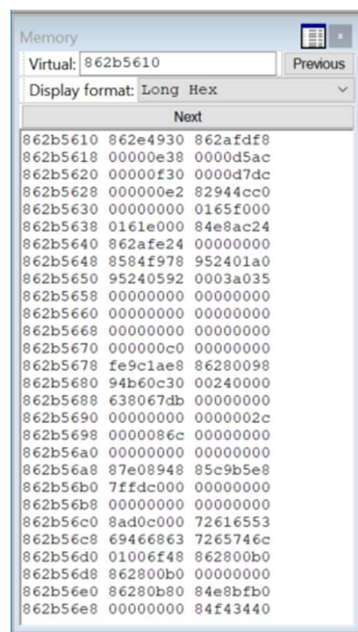 Memory
Virtual: 862b5610 Previous
Display format: Long Hex
Next
862b5610 862e4930 862afdf8
862b5618 00000e38 0000d5ac
862b5620 00000f30 0000d7dc
862b5628 000000e2 82944cc0
862b5630 00000000 0165f000
862b5638 0161e000 84e8ac24
862b5640 862afe24 00000000
862b5648 8584f978 952401a0
862b5650 95240592 0003a035
862b5658 00000000 00000000
862b5660 00000000 00000000
862b5668 00000000 00000000
862b5670 000000c0 00000000
862b5678 fe9c1ae8 86280098
862b5680 94b60c30 00240000
862b5688 638067db 00000000
862b5690 00000000 0000002c
862b5698 0000086c 00000000
862b56a0 00000000 00000000
862b56a8 87e08948 85c9b5e8
862b56b0 7ffdc000 00000000
862b56b8 00000000 00000000
862b56c0 8ad0c000 72616553
862b56c8 69466863 7265746c
862b56d0 01006f48 862800b0
862b56d8 862800b0 00000000
862b56e0 86280b80 84e8bfb0
862b56e8 00000000 84f43440